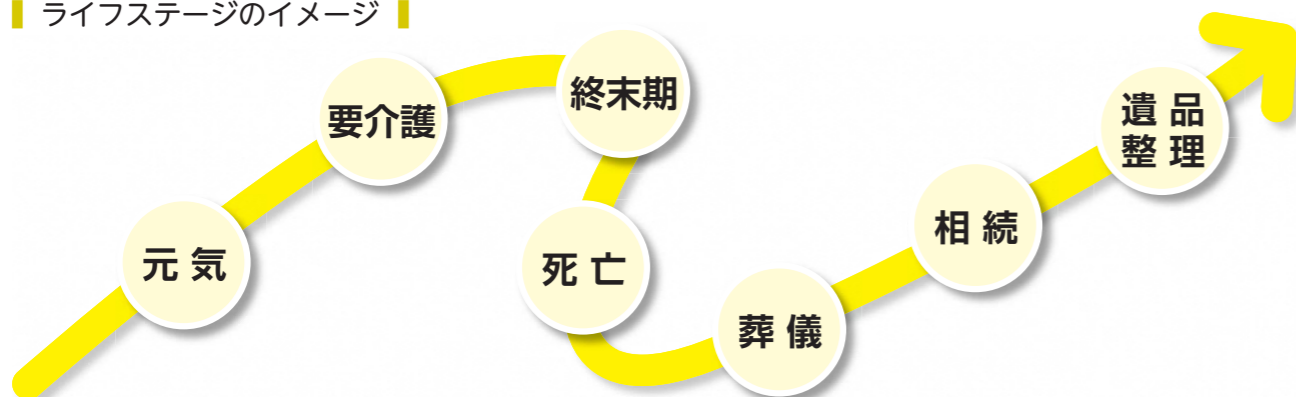 ライフステージのイメージ
元気
要介護
終末期
死亡
葬儀
相続
遺品
整理